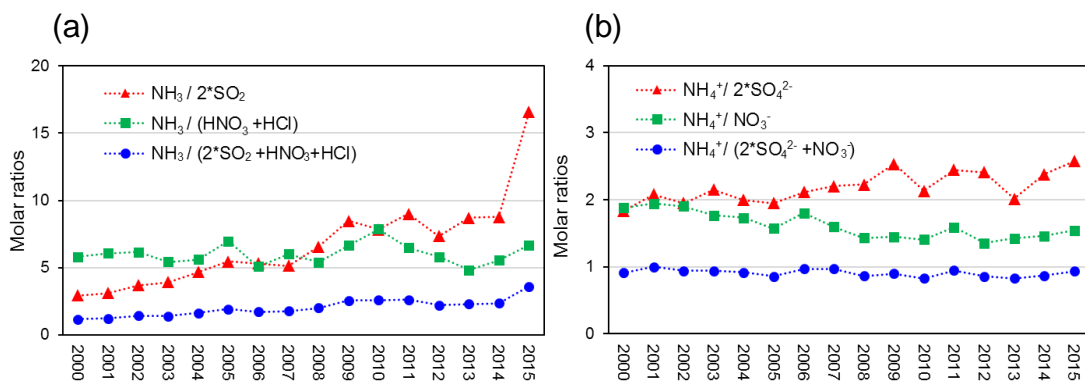 (a)
Molar ratios
20
15
10
5
0
NH₃ / 2*SO₂
NH₃ / (HNO₃ +HCl)
NH₃ / (2*SO₂ +HNO₃+HCl)
2000 2001 2002 2003 2004 2005 2006 2007 2008 2009 2010 2011 2012 2013 2014 2015
(b)
Molar ratios
4
3
2
1
0
NH₄⁺/ 2*SO₄²⁻
NH₄⁺/ NO₃⁻
NH₄⁺/ (2*SO₄²⁻ +NO₃⁻)
2000 2001 2002 2003 2004 2005 2006 2007 2008 2009 2010 2011 2012 2013 2014 2015